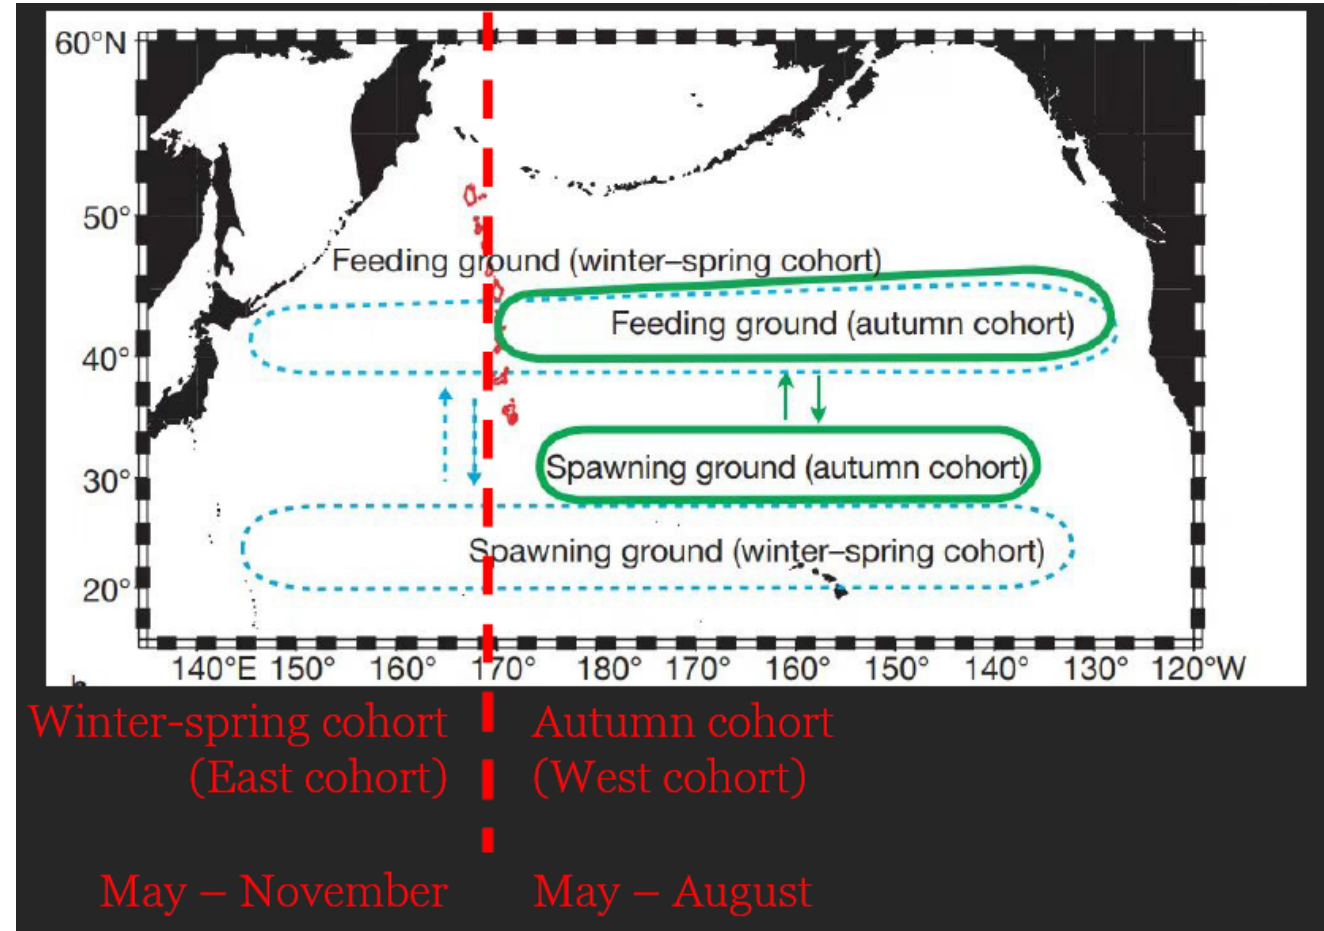 60°N
50°
Feeding ground (winter–spring cohort)
Feeding ground (autumn cohort)
40°
30°
Spawning ground (autumn cohort)
Spawning ground (winter–spring cohort)
20°
140°E 150° 160° 170° 180° 170° 160° 150° 140° 130° 120°W
Winter-spring cohort
(East cohort)
Autumn cohort
(West cohort)
May – November
May – August